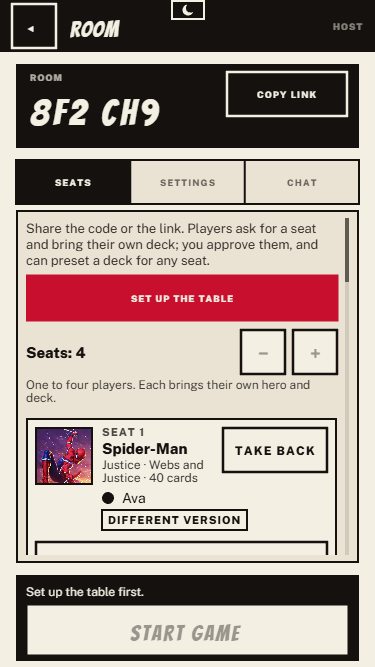 ◂
ROOM
HOST
ROOM
8F2 CH9
COPY LINK
SEATS
SETTINGS
CHAT
Share the code or the link. Players ask for a seat
and bring their own deck; you approve them, and
can preset a deck for any seat.
SET UP THE TABLE
Seats: 4
−
+
One to four players. Each brings their own hero and
deck.
SEAT 1
Spider-Man
Justice · Webs and
Justice · 40 cards
TAKE BACK
Ava
DIFFERENT VERSION
Set up the table first.
START GAME